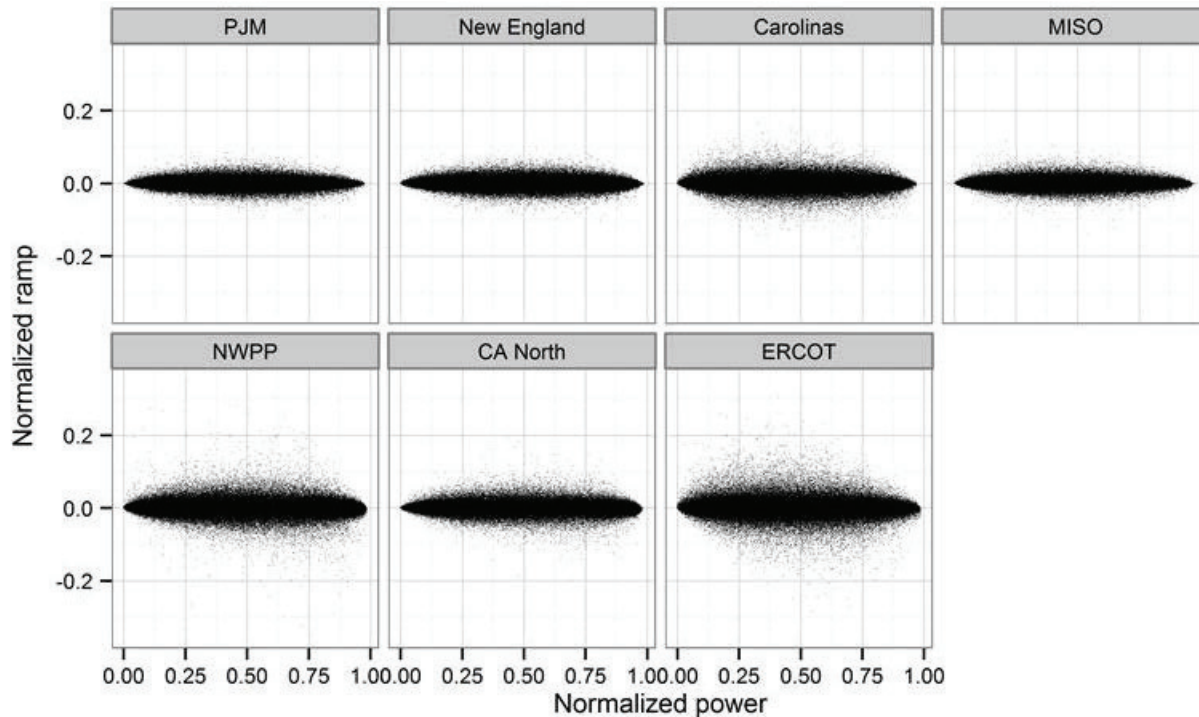 PJM New England Carolinas MISO
0.2
0.0
-0.2
NWPP CA North ERCOT
0.2
0.0
-0.2
Normalized ramp
0.00 0.25 0.50 0.75 1.00 0.00 0.25 0.50 0.75 1.00 0.00 0.25 0.50 0.75 1.00
Normalized power